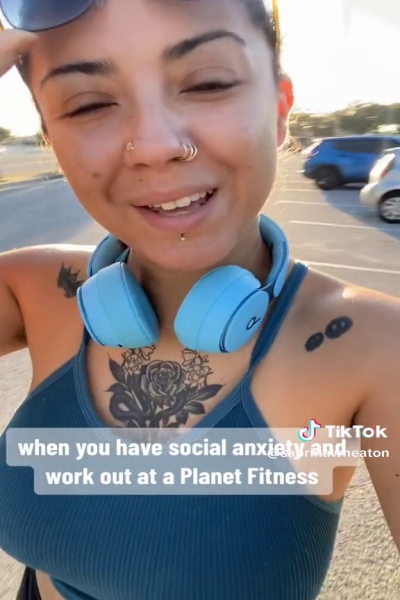 TikTok
when you have social anxiety and
work out at a Planet Fitness